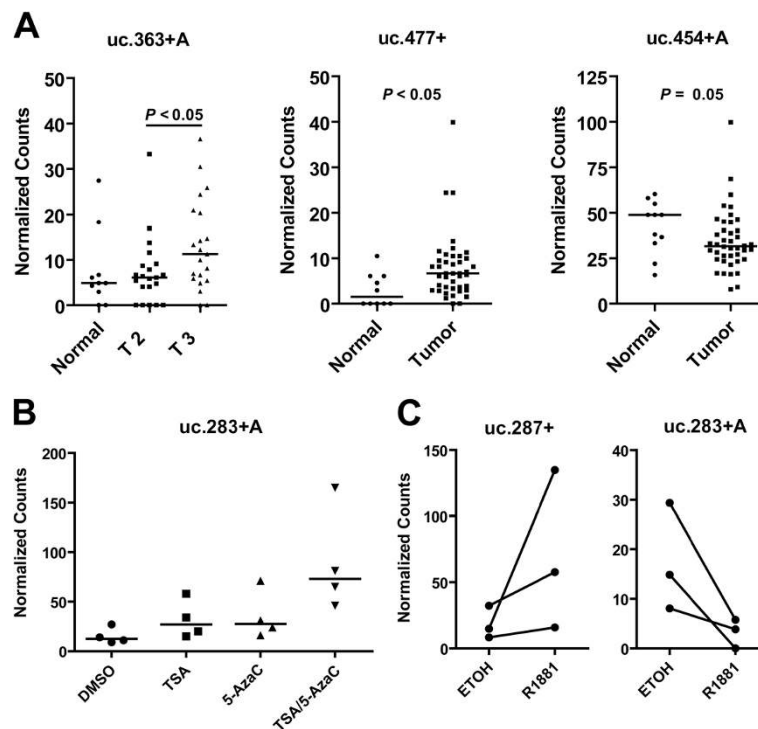 A
uc.363+A
uc.477+
uc.454+A
Normalized Counts
50
40
30
20
10
0
P < 0.05
Normal
T 2
T 3
Normalized Counts
50
40
30
20
10
0
P < 0.05
Normal
Tumor
Normalized Counts
125
100
75
50
25
0
P = 0.05
Normal
Tumor
B
uc.283+A
Normalized Counts
200
150
100
50
0
DMSO
TSA
5-AzaC
TSA/5-AzaC
C
uc.287+
Normalized Counts
150
100
50
0
ETOH
R1881
uc.283+A
40
30
20
10
0
ETOH
R1881